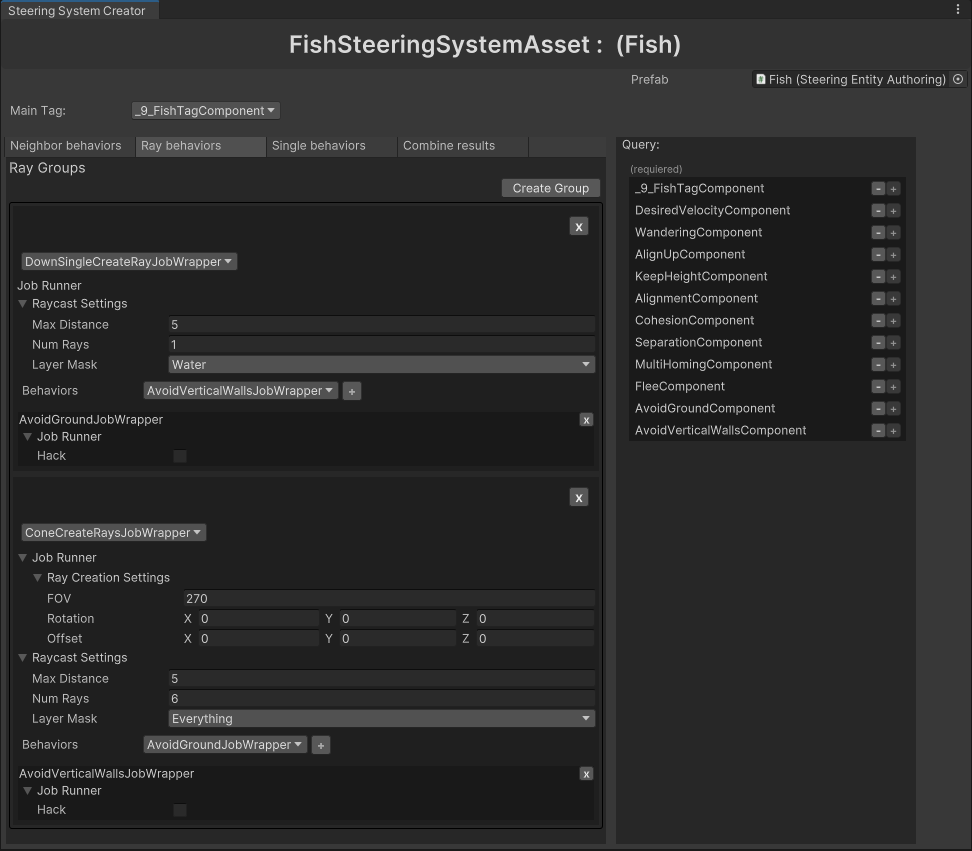 Steering System Creator
FishSteeringSystemAsset : (Fish)
Prefab
Fish (Steering Entity Authoring)
Main Tag:
_9_FishTagComponent
Neighbor behaviors
Ray behaviors
Single behaviors
Combine results
Ray Groups
Create Group
x
DownSingleCreateRayJobWrapper
Job Runner
Raycast Settings
Max Distance 5
Num Rays 1
Layer Mask Water
Behaviors AvoidVerticalWallsJobWrapper +
AvoidGroundJobWrapper x
Job Runner
Hack
x
ConeCreateRaysJobWrapper
Job Runner
Ray Creation Settings
FOV 270
Rotation X 0 Y 0 Z 0
Offset X 0 Y 0 Z 0
Raycast Settings
Max Distance 5
Num Rays 6
Layer Mask Everything
Behaviors AvoidGroundJobWrapper +
AvoidVerticalWallsJobWrapper x
Job Runner
Hack
Query:
(requiered)
_9_FishTagComponent - +
DesiredVelocityComponent - +
WanderingComponent - +
AlignUpComponent - +
KeepHeightComponent - +
AlignmentComponent - +
CohesionComponent - +
SeparationComponent - +
MultiHomingComponent - +
FleeComponent - +
AvoidGroundComponent - +
AvoidVerticalWallsComponent - +